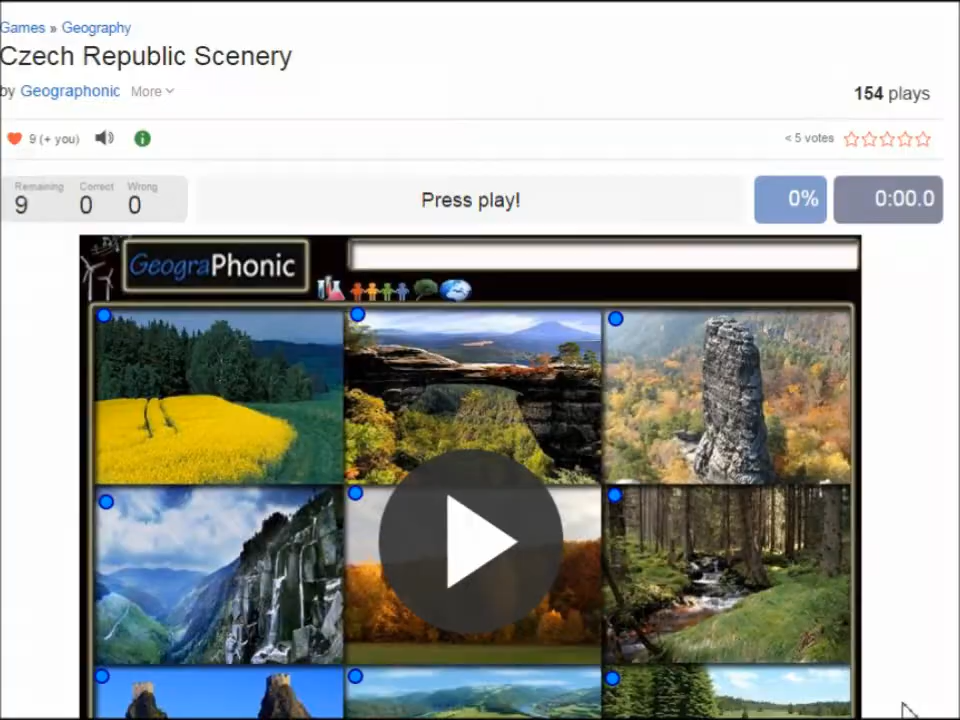 Games » Geography
Czech Republic Scenery
by Geographonic More
154 plays
9 (+ you)
< 5 votes
Remaining Correct Wrong
9 0 0
Press play!
0%
0:00.0
GeograPhonic